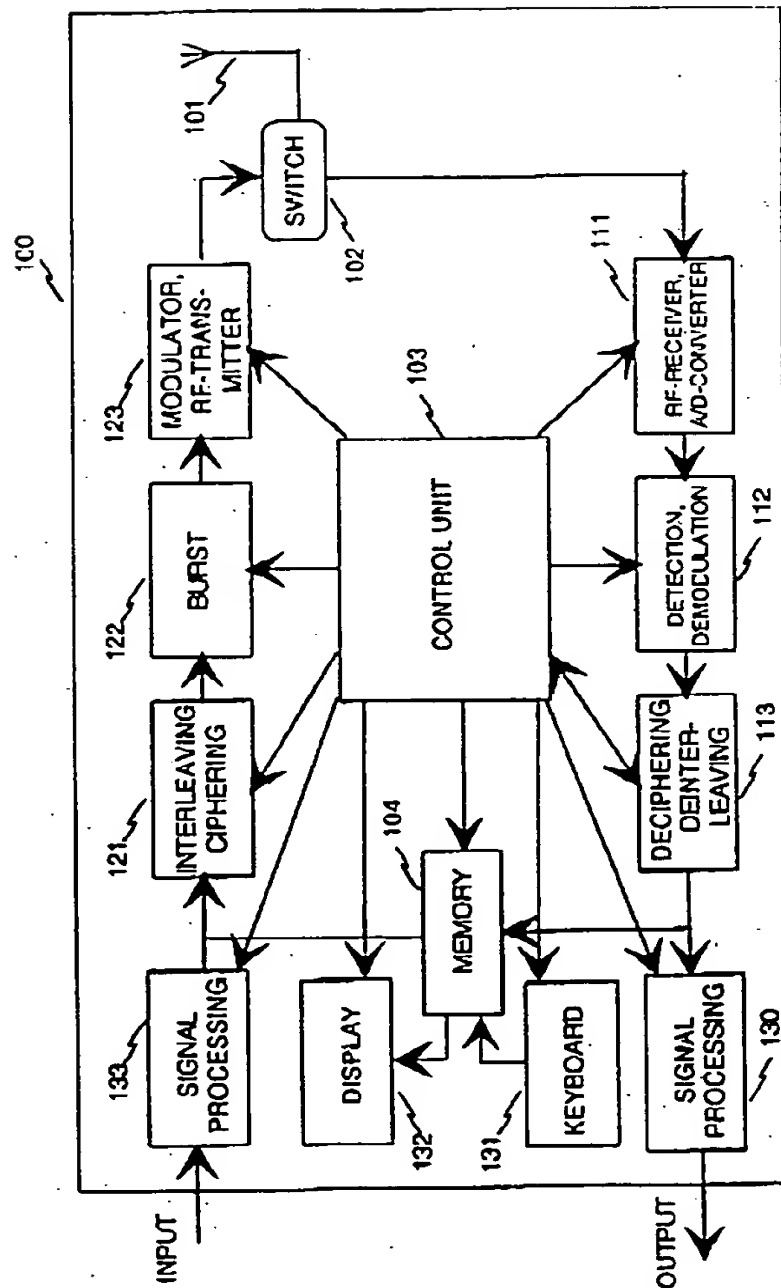 100
INPUT
133
SIGNAL
PROCESSING
121
INTERLEAVING
CIPHERING
122
BURST
123
MODULATOR,
RF-TRANS-
MITTER
101
SWITCH
102
DISPLAY
132
MEMORY
104
CONTROL UNIT
103
131
KEYBOARD
OUTPUT
SIGNAL
PROCESSING
130
DECIPHERING
DEINTER-
LEAVING
113
DETECTION,
DEMODULATION
112
RF-RECEIVER,
A/D-CONVERTER
111